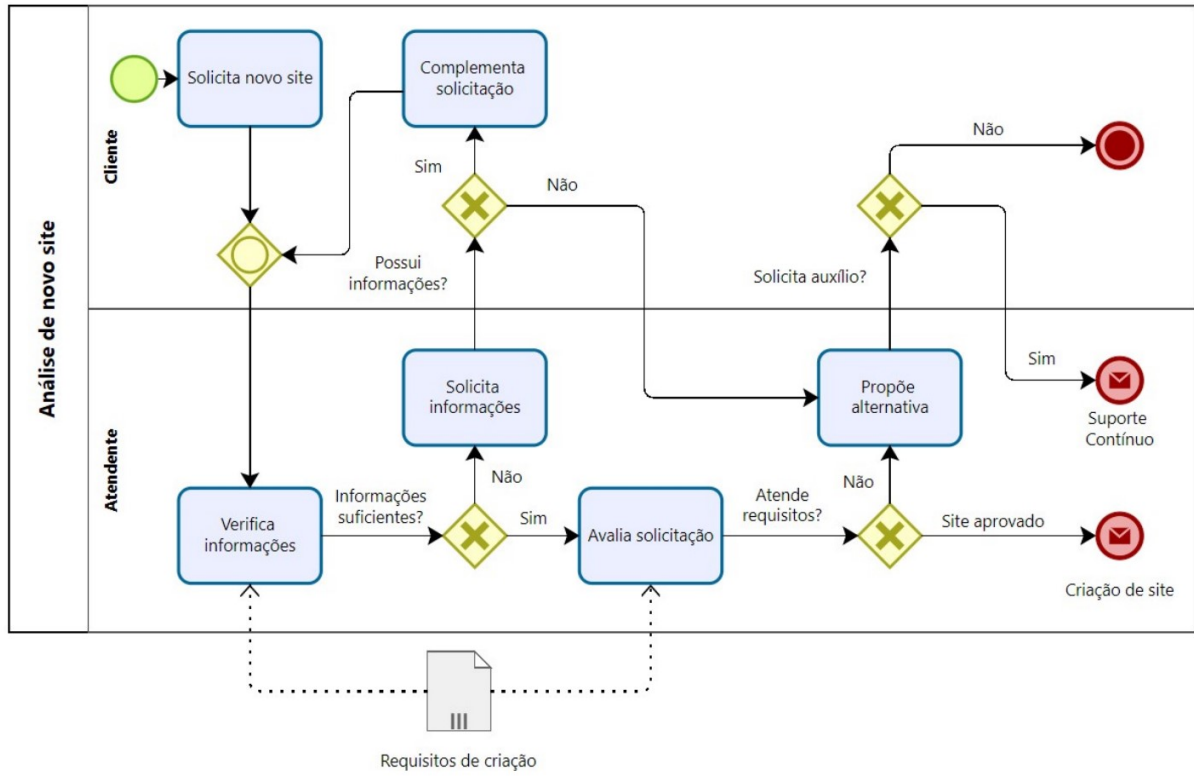 Análise de novo site
Cliente
Solicita novo site
Complementa
solicitação
Sim
Não
Possui
informações?
Não
Solicita auxílio?
Sim
Atendente
Solicita
informações
Propõe
alternativa
Suporte
Contínuo
Verifica
informações
Informações
suficientes?
Não
Sim
Avalia solicitação
Atende
requisitos?
Não
Site aprovado
Criação de site
Requisitos de criação